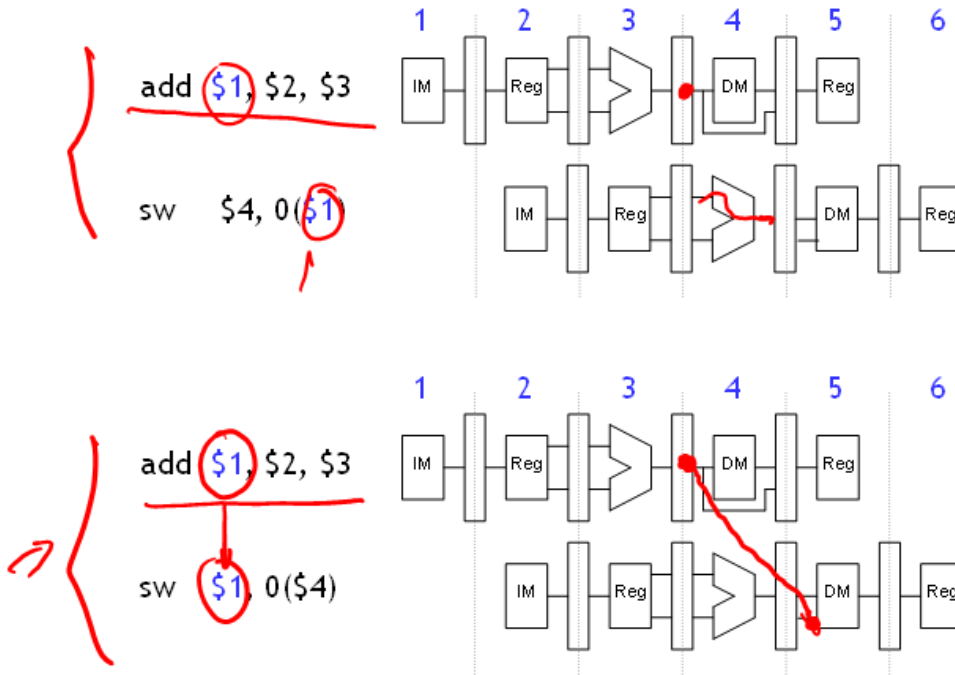 1 2 3 4 5 6
add $1, $2, $3
IM Reg DM Reg
sw $4, 0($1)
IM Reg DM Reg
1 2 3 4 5 6
add $1, $2, $3
IM Reg DM Reg
sw $1, 0($4)
IM Reg DM Reg